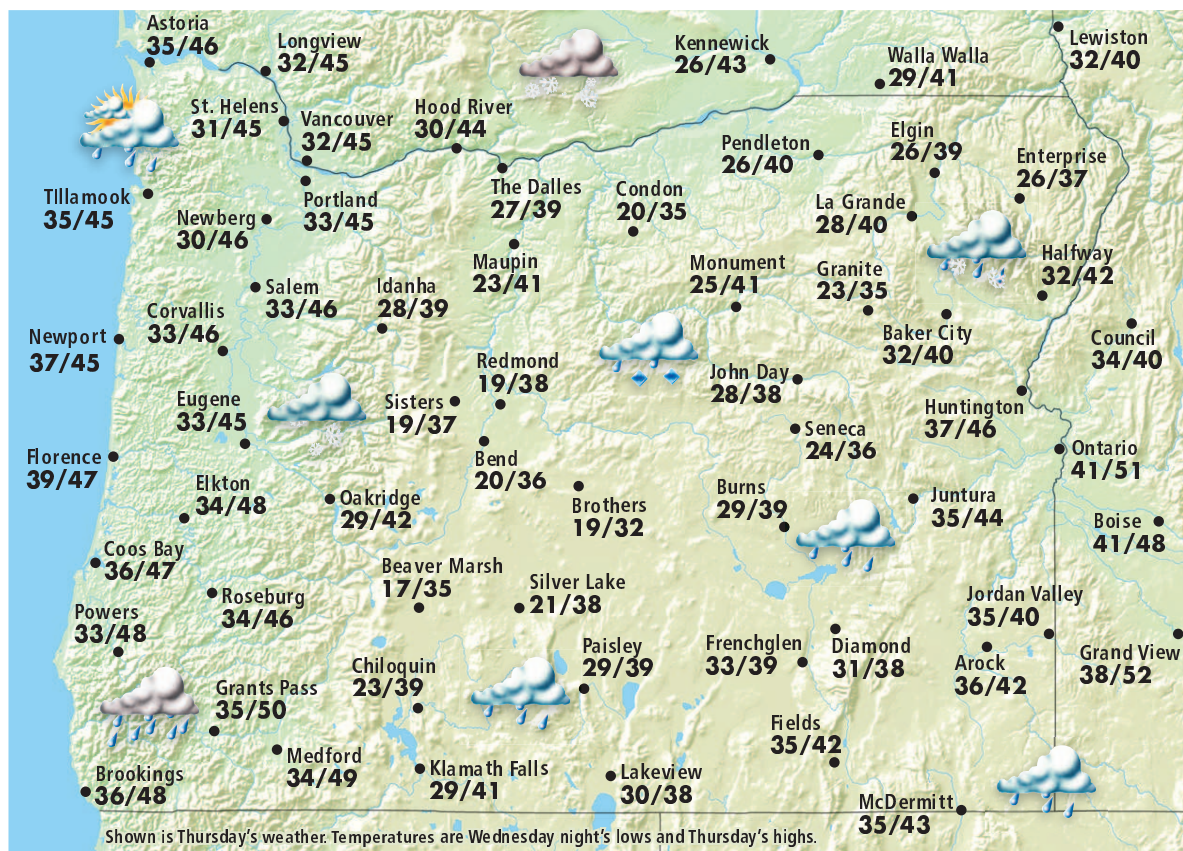 Astoria
35/46
Longview
32/45
Kennewick
26/43
Walla Walla
29/41
Lewiston
32/40
St. Helens
31/45
Vancouver
32/45
Hood River
30/44
Pendleton
26/40
Elgin
26/39
Enterprise
26/37
TIllamook
35/45
Portland
33/45
Newberg
30/46
The Dalles
27/39
Condon
20/35
La Grande
28/40
Maupin
23/41
Monument
25/41
Granite
23/35
Halfway
32/42
Salem
33/46
Idanha
28/39
Corvallis
33/46
Newport
37/45
Baker City
32/40
Council
34/40
Redmond
19/38
John Day
28/38
Eugene
33/45
Sisters
19/37
Huntington
37/46
Seneca
24/36
Florence
39/47
Bend
20/36
Ontario
41/51
Elkton
34/48
Oakridge
29/42
Brothers
19/32
Burns
29/39
Juntura
35/44
Boise
41/48
Coos Bay
36/47
Beaver Marsh
17/35
Silver Lake
21/38
Roseburg
34/46
Jordan Valley
35/40
Powers
33/48
Paisley
29/39
Frenchglen
33/39
Diamond
31/38
Arock
36/42
Grand View
38/52
Chiloquin
23/39
Grants Pass
35/50
Fields
35/42
Medford
34/49
Klamath Falls
29/41
Lakeview
30/38
Brookings
36/48
McDermitt
35/43
Shown is Thursday's weather. Temperatures are Wednesday night's lows and Thursday's highs.